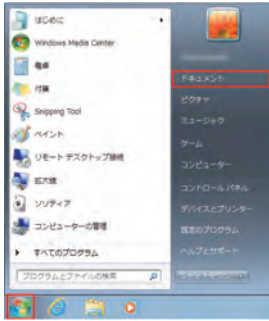 はじめに
Windows Media Center
電卓
付箋
Snipping Tool
ペイント
リモート デスクトップ接続
拡大鏡
ソリティア
コンピューターの管理
すべてのプログラム
プログラムとファイルの検索
ドキュメント
ピクチャ
ミュージック
ゲーム
コンピューター
コントロール パネル
デバイスとプリンター
既定のプログラム
ヘルプとサポート